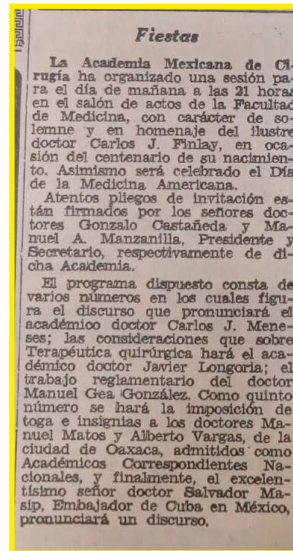 Fiestas
La Academia Mexicana de Ci-
rugía ha organizado una sesión pa-
ra el día de mañana a las 21 horas
en el salón de actos de la Facultad
de Medicina, con carácter de so-
lemne y en homenaje del ilustre
doctor Carlos J. Finlay, en oca-
sión del centenario de su nacimien-
to. Asimismo será celebrado el Día
de la Medicina Americana.
Atentos pliegos de invitación es-
tán firmados por los señores doc-
tores Gonzalo Castañeda y Ma-
nuel A. Manzanilla, Presidente y
Secretario, respectivamente de di-
cha Academia.
El programa dispuesto consta de
varios números en los cuales figu-
ra el discurso que pronunciará el
académico doctor Carlos J. Mene-
ses; las consideraciones que sobre
Terapéutica quirúrgica hará el aca-
démico doctor Javier Longoria; el
trabajo reglamentario del doctor
Manuel Gea González. Como quinto
número se hará la imposición de
toga e insignias a los doctores Ma-
nuel Matos y Alberto Vargas, de la
ciudad de Oaxaca, admitidos como
Académicos Correspondientes Na-
cionales, y finalmente, el excelen-
tísimo señor doctor Salvador Ma-
sip, Embajador de Cuba en México,
pronunciará un discurso.